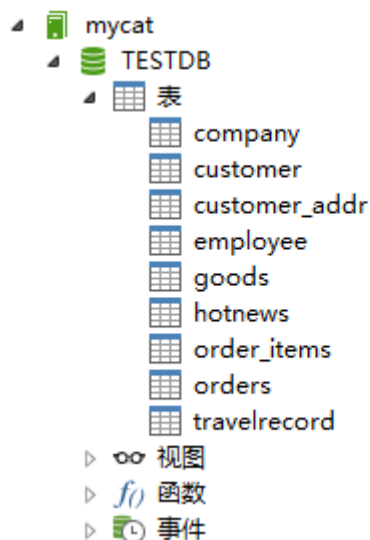 mycat
TESTDB
表
company
customer
customer_addr
employee
goods
hotnews
order_items
orders
travelrecord
视图
f() 函数
事件